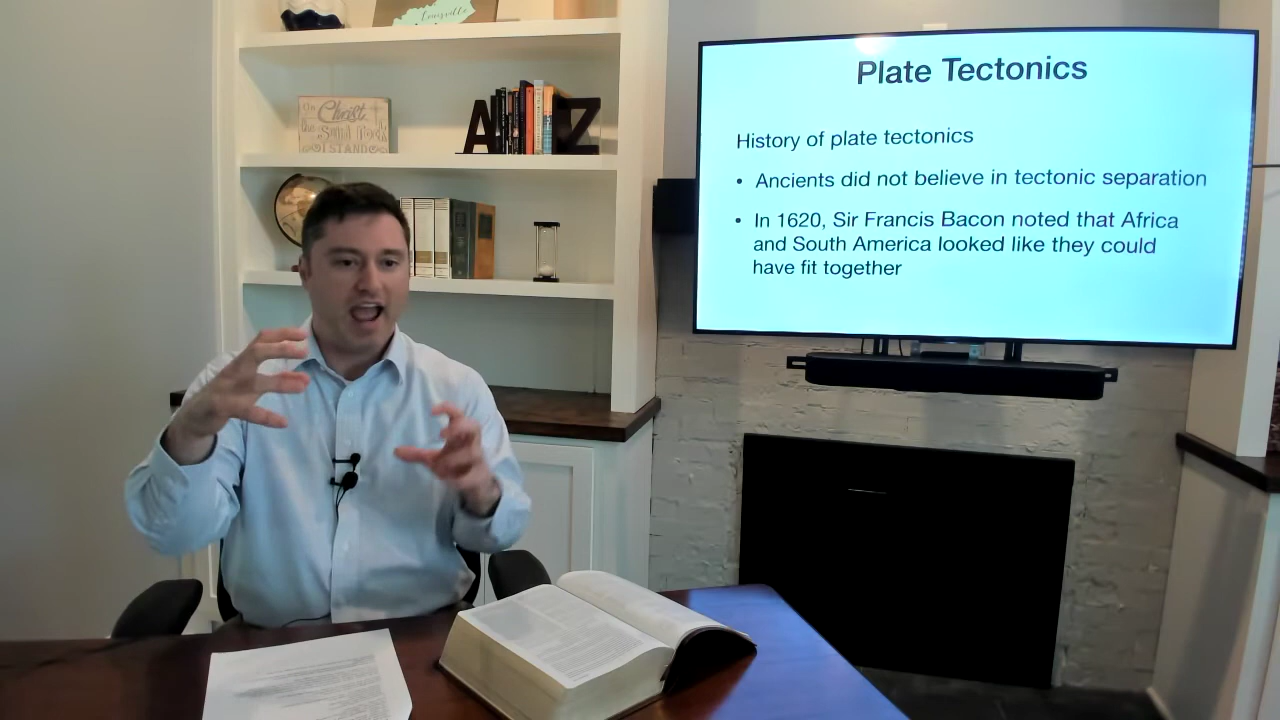 Louisville
On
Christ
the Solid Rock
I STAND
A Z
Plate Tectonics
History of plate tectonics
• Ancients did not believe in tectonic separation
• In 1620, Sir Francis Bacon noted that Africa
and South America looked like they could
have fit together